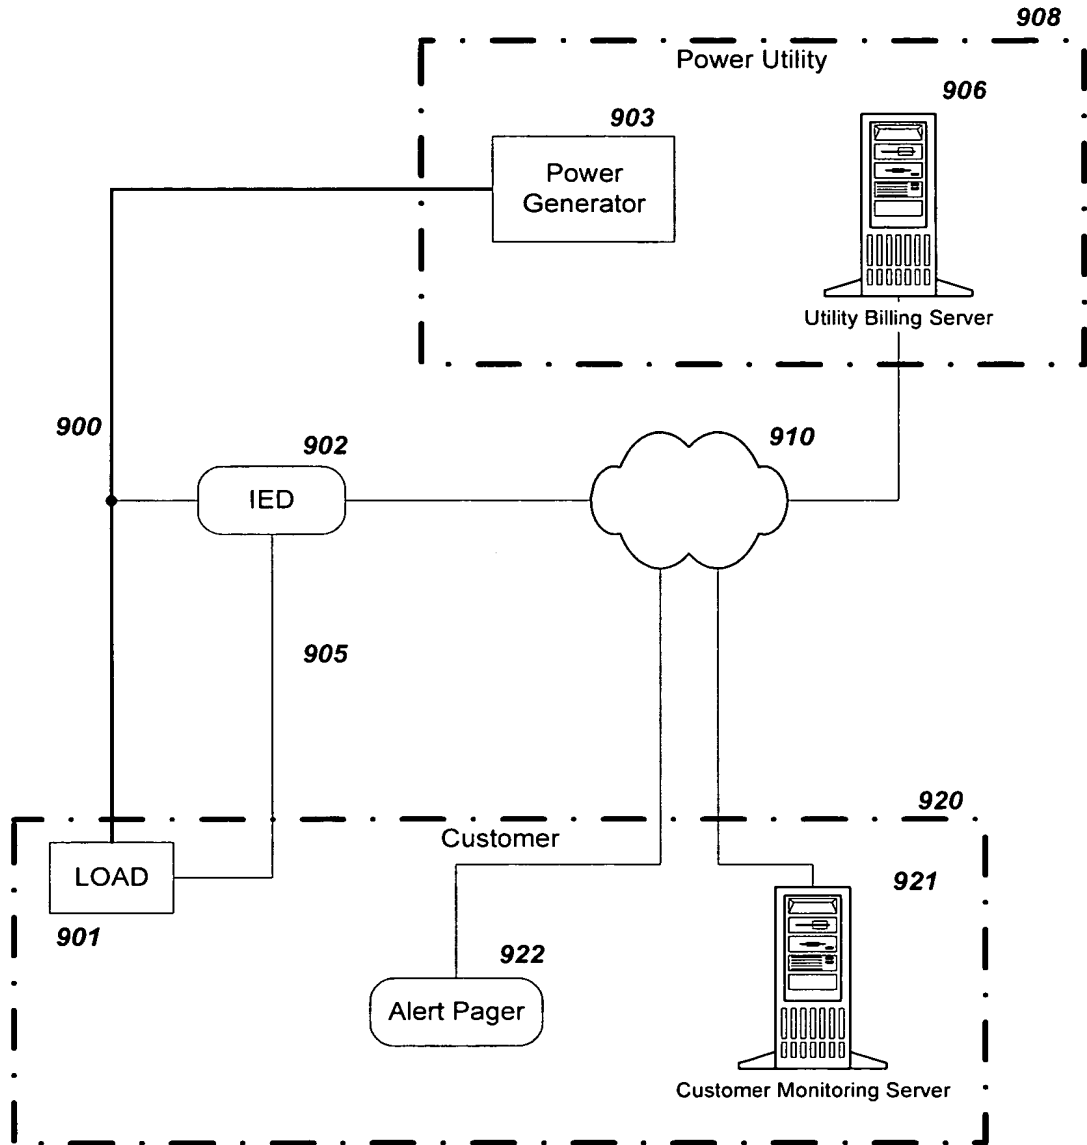 908
Power Utility
906
903
Power
Generator
Utility Billing Server
900
902
910
IED
905
920
Customer
LOAD
921
901
922
Alert Pager
Customer Monitoring Server